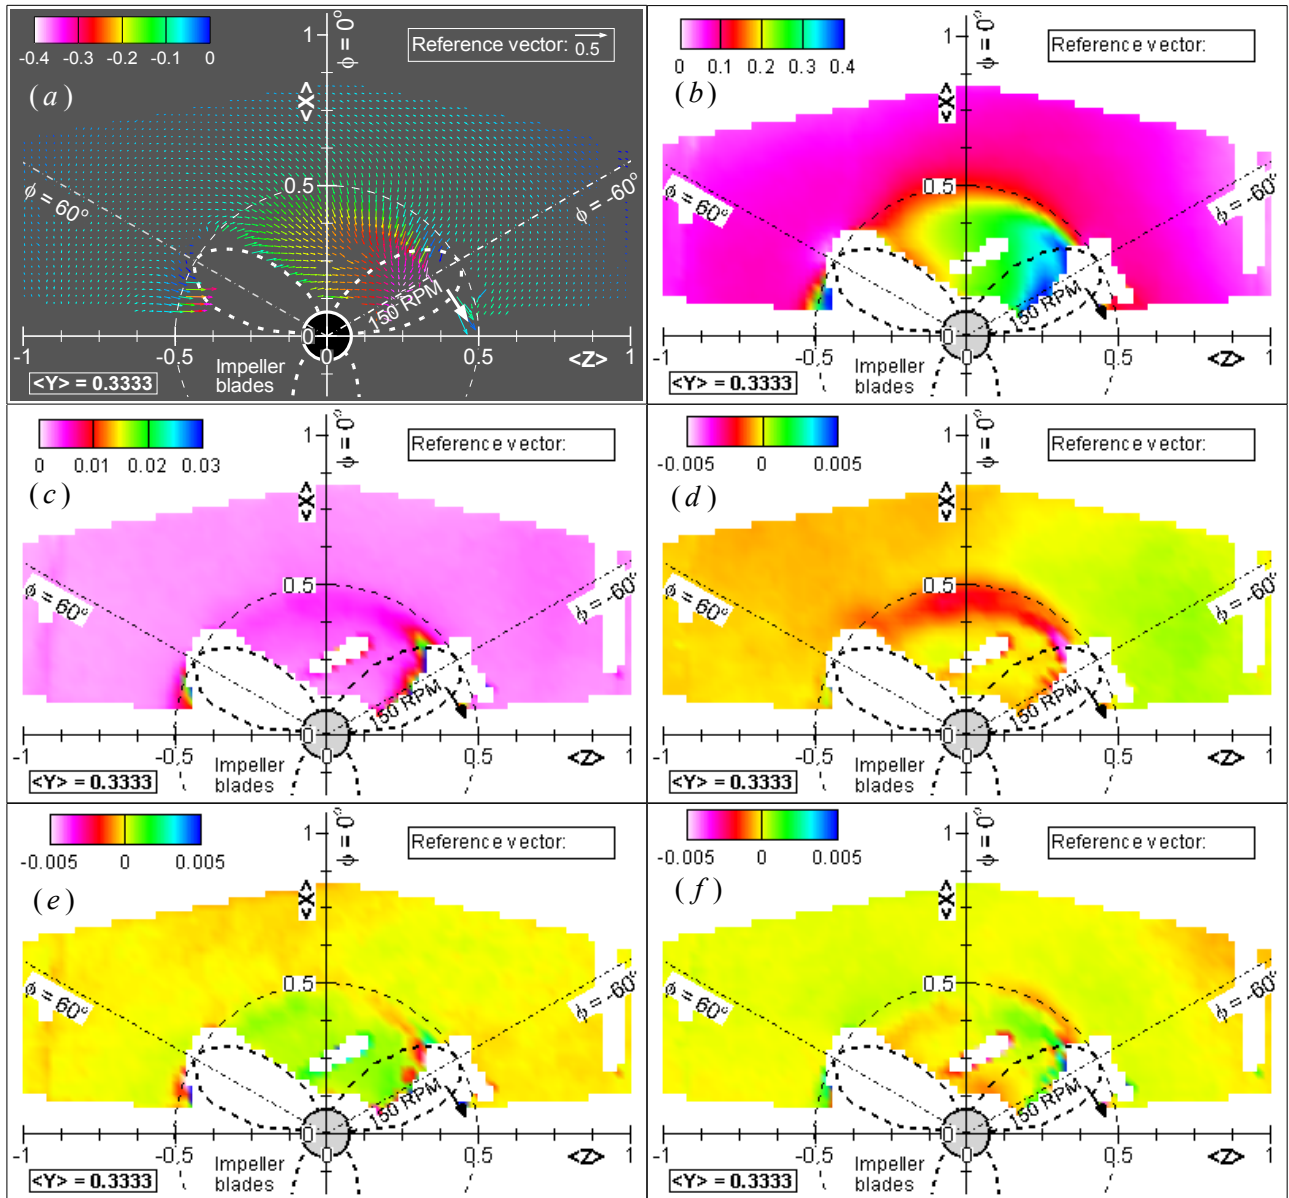 -0.4 -0.3 -0.2 -0.1 0
(a)
Reference vector: 0.5
ϕ = 0°
1
<X>
0.5
ϕ = 60°
ϕ = -60°
150 RPM
0
-1 -0.5 0 0.5 <Z> 1
Impeller
blades
<Y> = 0.3333
0 0.1 0.2 0.3 0.4
(b)
Reference vector:
ϕ = 0°
1
<X>
0.5
ϕ = 60°
ϕ = -60°
150 RPM
0
-1 -0.5 0 0.5 <Z> 1
Impeller
blades
<Y> = 0.3333
0 0.01 0.02 0.03
(c)
Reference vector:
ϕ = 0°
1
<X>
0.5
ϕ = 60°
ϕ = -60°
150 RPM
0
-1 -0.5 0 0.5 <Z> 1
Impeller
blades
<Y> = 0.3333
-0.005 0 0.005
(d)
Reference vector:
ϕ = 0°
1
<X>
0.5
ϕ = 60°
ϕ = -60°
150 RPM
0
-1 -0.5 0 0.5 <Z> 1
Impeller
blades
<Y> = 0.3333
-0.005 0 0.005
(e)
Reference vector:
ϕ = 0°
1
<X>
0.5
ϕ = 60°
ϕ = -60°
150 RPM
0
-1 -0.5 0 0.5 <Z> 1
Impeller
blades
<Y> = 0.3333
-0.005 0 0.005
(f)
Reference vector:
ϕ = 0°
1
<X>
0.5
ϕ = 60°
ϕ = -60°
150 RPM
0
-1 -0.5 0 0.5 <Z> 1
Impeller
blades
<Y> = 0.3333